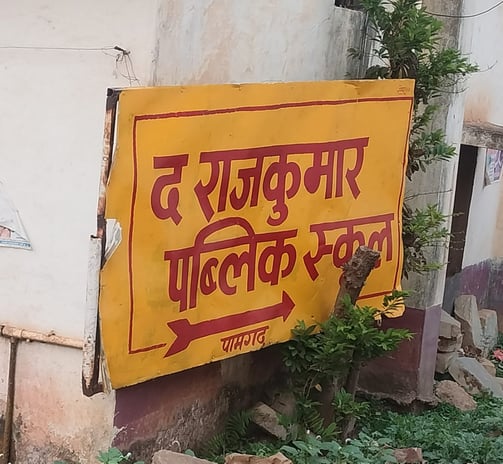 द राजकुमार
पब्लिक स्कूल
पामगढ़